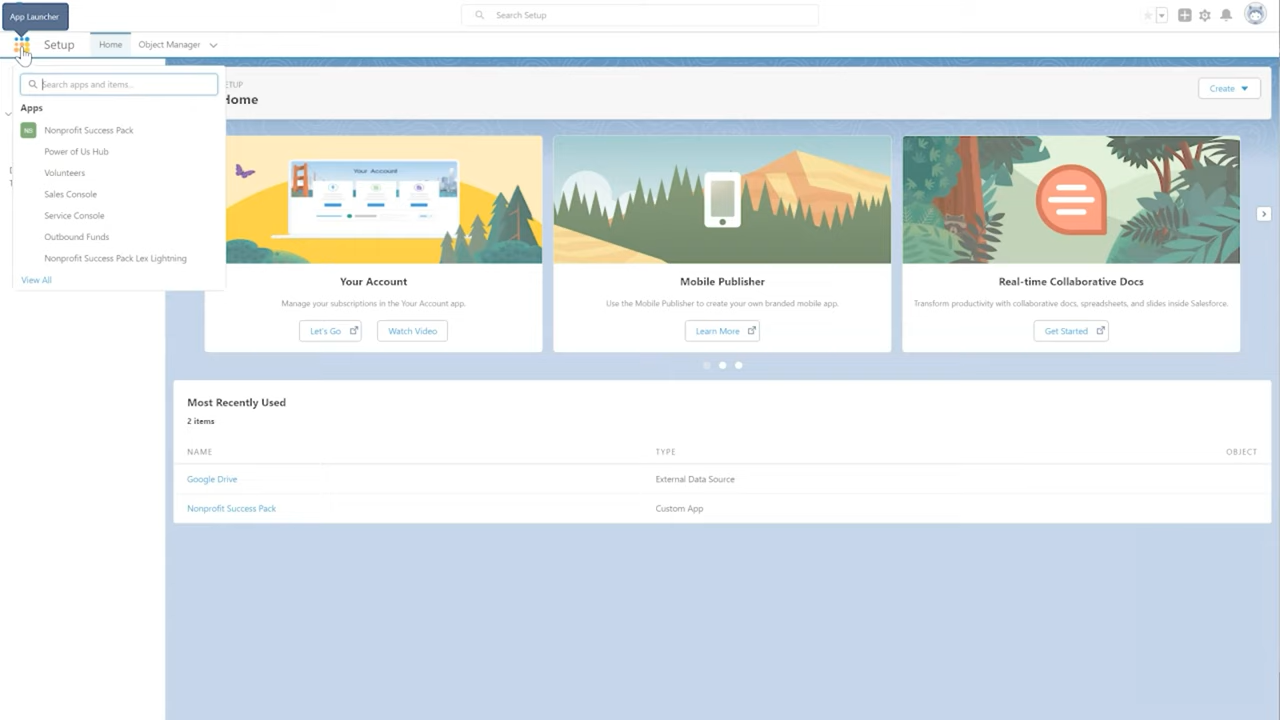 App Launcher
Search Setup
Setup
Home
Object Manager
Search apps and items...
Apps
NS
Nonprofit Success Pack
Power of Us Hub
Volunteers
Sales Console
Service Console
Outbound Funds
Nonprofit Success Pack Lex Lightning
View All
ETUP
Home
Create
Your Account
Your Account
Manage your subscriptions in the Your Account app.
Let's Go
Watch Video
Mobile Publisher
Use the Mobile Publisher to create your own branded mobile app.
Learn More
Real-time Collaborative Docs
Transform productivity with collaborative docs, spreadsheets, and slides inside Salesforce.
Get Started
Most Recently Used
2 items
NAME TYPE OBJECT
Google Drive External Data Source
Nonprofit Success Pack Custom App